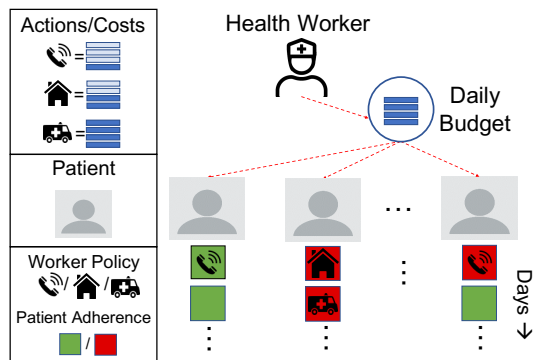 Actions/Costs
=
=
=
Patient
Worker Policy
/ /
Patient Adherence
/
Health Worker
Daily
Budget
...
...
Days →